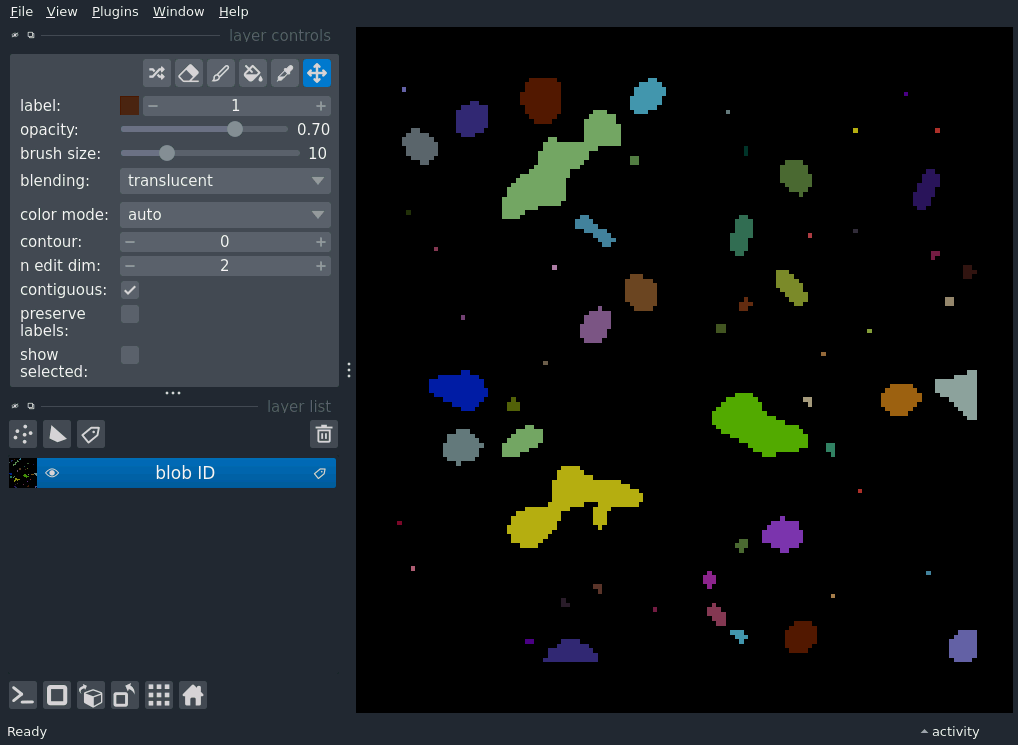 File View Plugins Window Help
layer controls
label: 1
opacity: 0.70
brush size: 10
blending: translucent
color mode: auto
contour: 0
n edit dim: 2
contiguous:
preserve
labels:
show
selected:
layer list
blob ID
Ready
activity